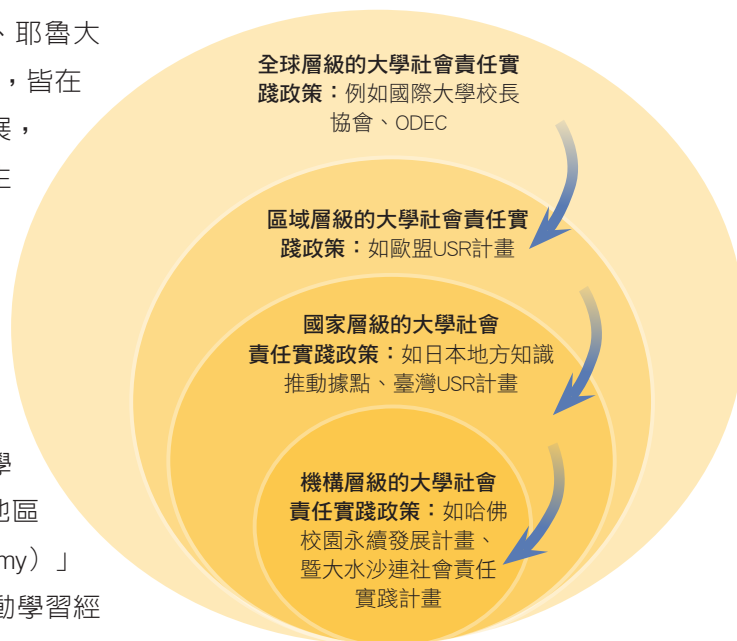 、耶魯大
，皆在
展，
全球層級的大學社會責任實
踐政策：例如國際大學校長
協會、ODEC
區域層級的大學社會責任實
踐政策：如歐盟USR計畫
國家層級的大學社會
責任實踐政策：如日本地方知識
推動據點、臺灣USR計畫
機構層級的大學社會
責任實踐政策：如哈佛
校園永續發展計畫、
暨大水沙連社會責任
實踐計畫
學
地區
my）」
動學習經